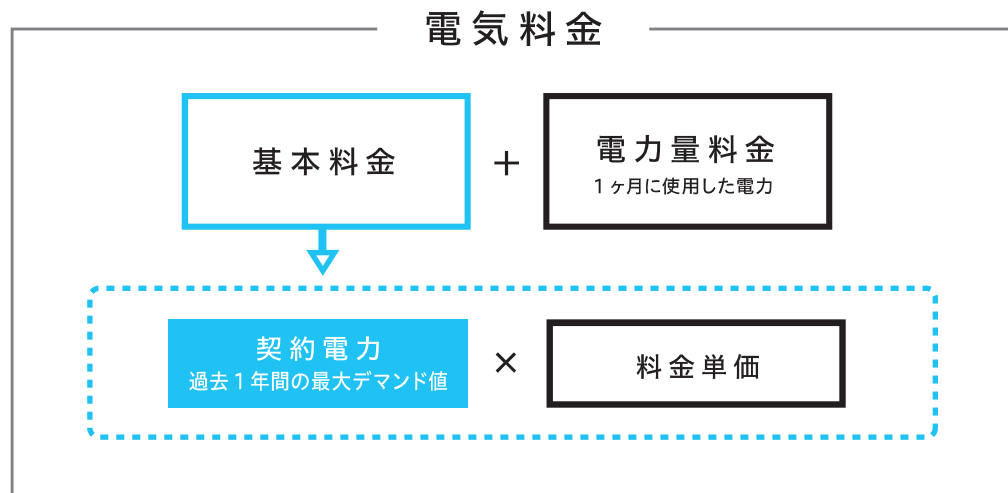 電気料金
基本料金
+
電力量料金
1ヶ月に使用した電力
契約電力
過去1年間の最大デマンド値
×
料金単価